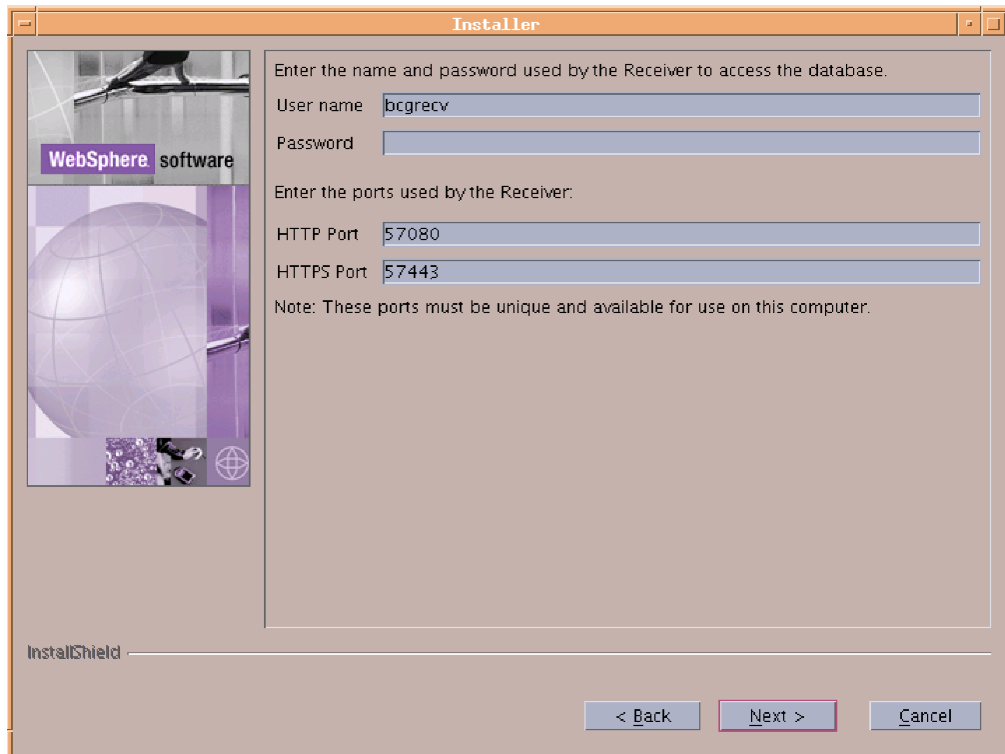 Installer
WebSphere software
Enter the name and password used by the Receiver to access the database.
User name bcgrecv
Password
Enter the ports used by the Receiver:
HTTP Port 57080
HTTPS Port 57443
Note: These ports must be unique and available for use on this computer.
InstallShield
< Back Next > Cancel